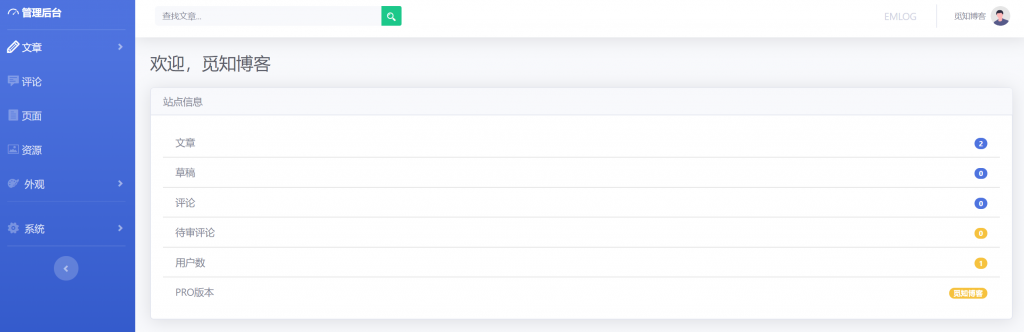 管理后台
文章
评论
页面
资源
外观
系统
查找文章...
EMLOG
觅知博客
欢迎，觅知博客
站点信息
文章 2
草稿 0
评论 0
待审评论 0
用户数 1
PRO版本 觅知博客